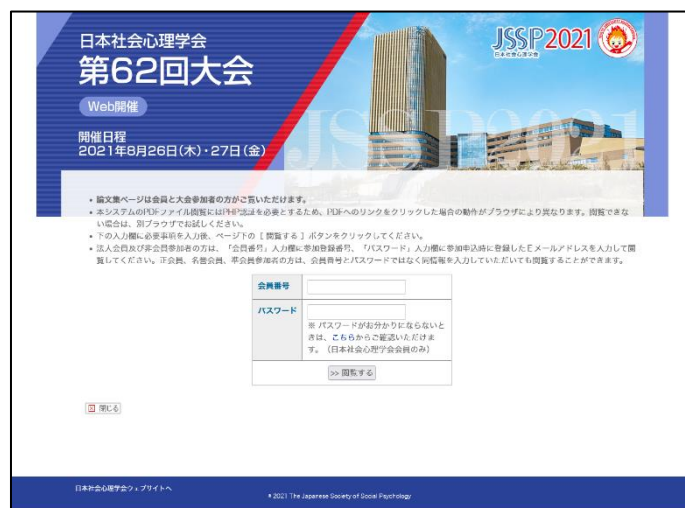 日本社会心理学会
第62回大会
Web開催
開催日程
2021年8月26日(木)・27日(金)
JSSP2021
日本社会心理学会
JSSP2021
• 論文集ページは会員と大会参加者の方がご覧いただけます。
• 本システムのPDFファイル閲覧にはPHP認証を必要とするため、PDFへのリンクをクリックした場合の動作がブラウザにより異なります。閲覧できな
い場合は、別ブラウザでお試しください。
• 下の入力欄に必要事項を入力後、ページ下の [ 閲覧する ] ボタンをクリックしてください。
• 法人会員及び非会員参加者の方は、「会員番号」入力欄に参加登録番号、「パスワード」入力欄に参加申込時に登録したEメールアドレスを入力して閲
覧してください。正会員、名誉会員、準会員参加者の方は、会員番号とパスワードではなく同情報を入力していただいても閲覧することができます。
会員番号
パスワード
※ パスワードがお分かりにならないと
きは、こちらからご確認いただけま
す。（日本社会心理学会会員のみ）
>> 閲覧する
閉じる
日本社会心理学会ウェブサイトへ
© 2021 The Japanese Society of Social Psychology